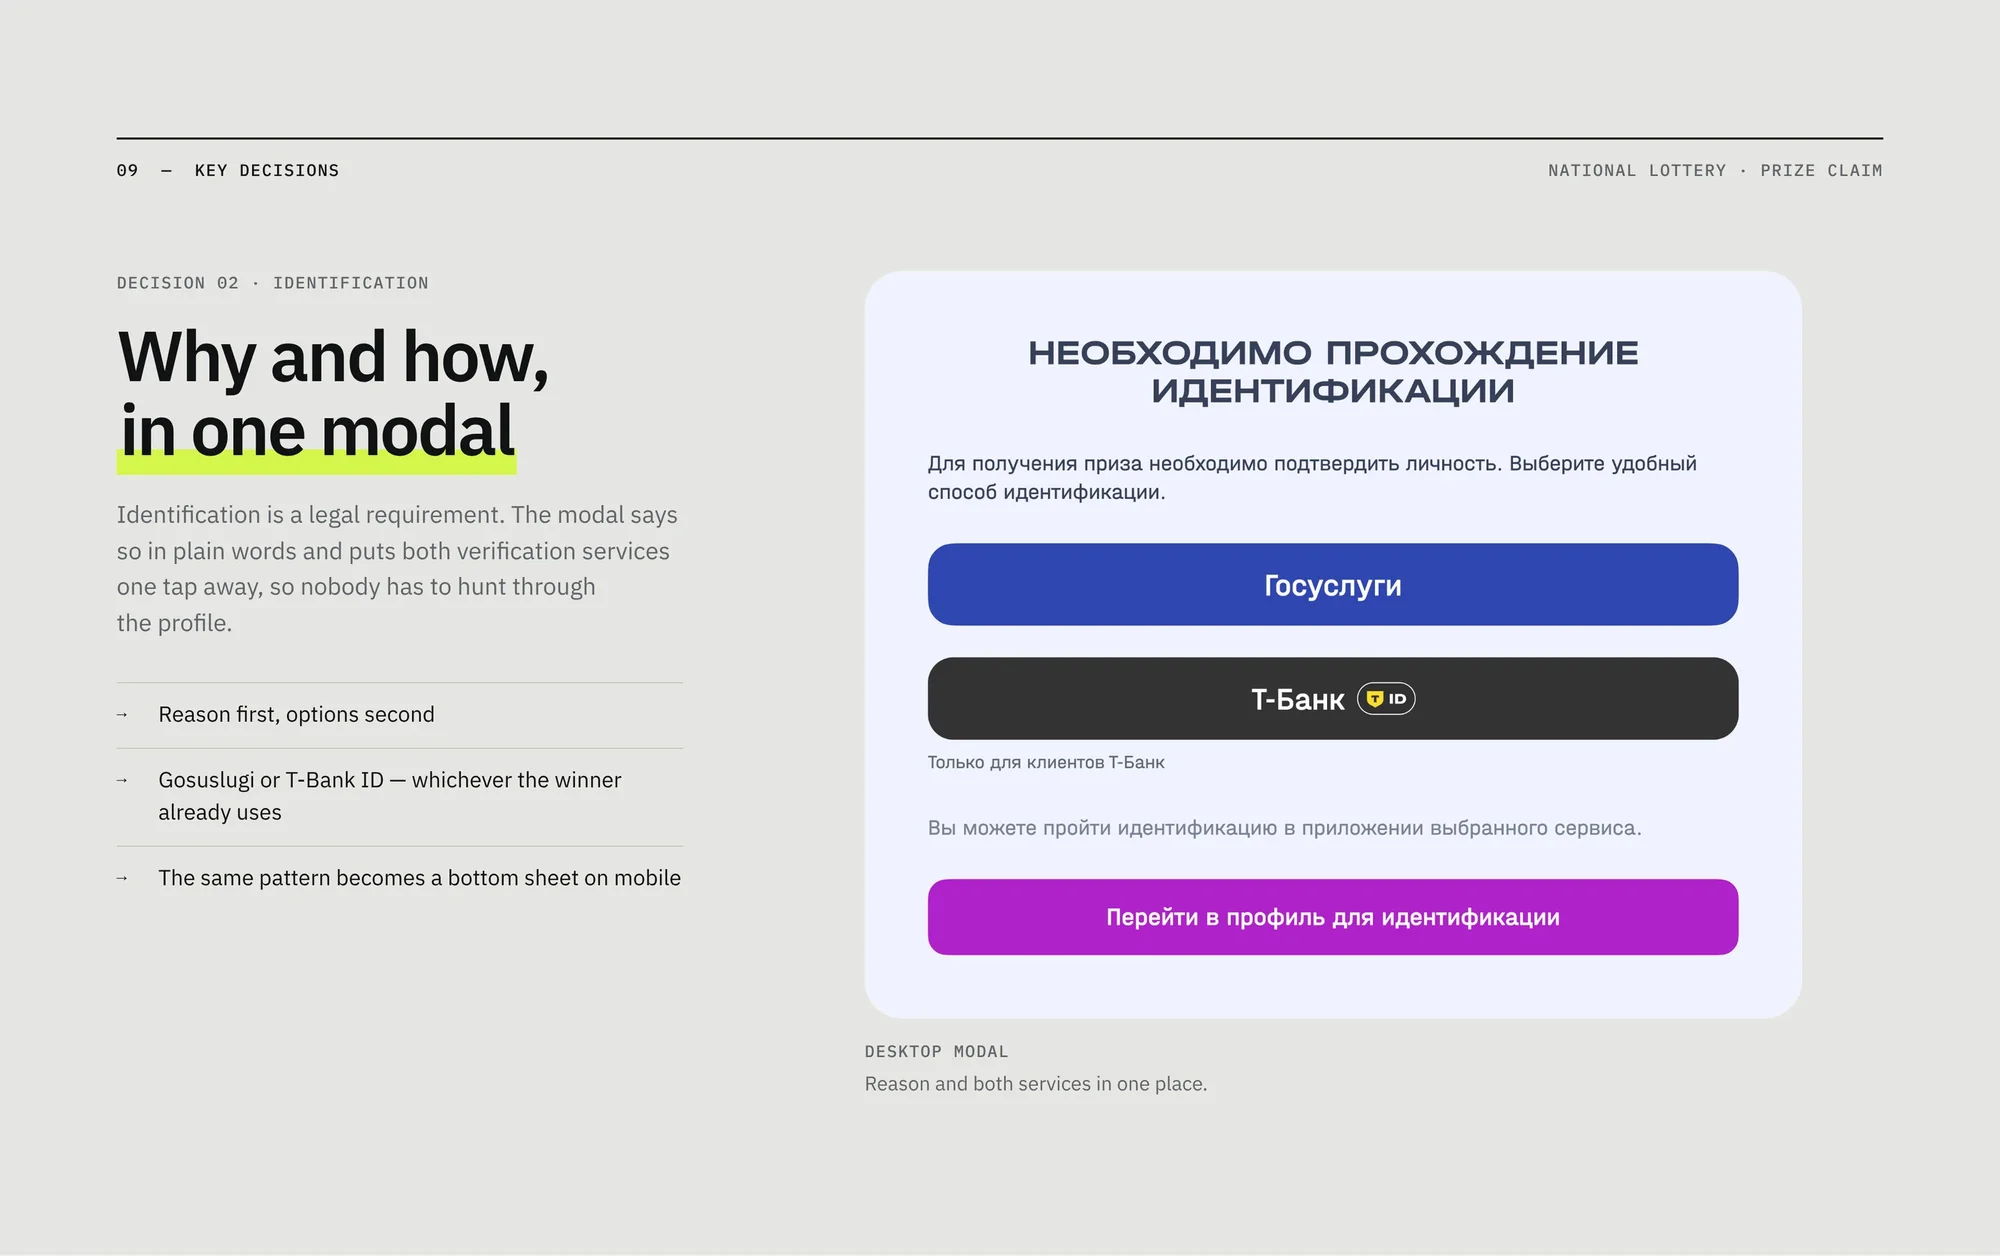 09 — KEY DECISIONS
NATIONAL LOTTERY · PRIZE CLAIM
DECISION 02 · IDENTIFICATION
Why and how,
in one modal
Identification is a legal requirement. The modal says
so in plain words and puts both verification services
one tap away, so nobody has to hunt through
the profile.
→ Reason first, options second
→ Gosuslugi or T-Bank ID — whichever the winner
already uses
→ The same pattern becomes a bottom sheet on mobile
НЕОБХОДИМО ПРОХОЖДЕНИЕ
ИДЕНТИФИКАЦИИ
Для получения приза необходимо подтвердить личность. Выберите удобный
способ идентификации.
Госуслуги
Т-Банк T ID
Только для клиентов Т-Банк
Вы можете пройти идентификацию в приложении выбранного сервиса.
Перейти в профиль для идентификации
DESKTOP MODAL
Reason and both services in one place.